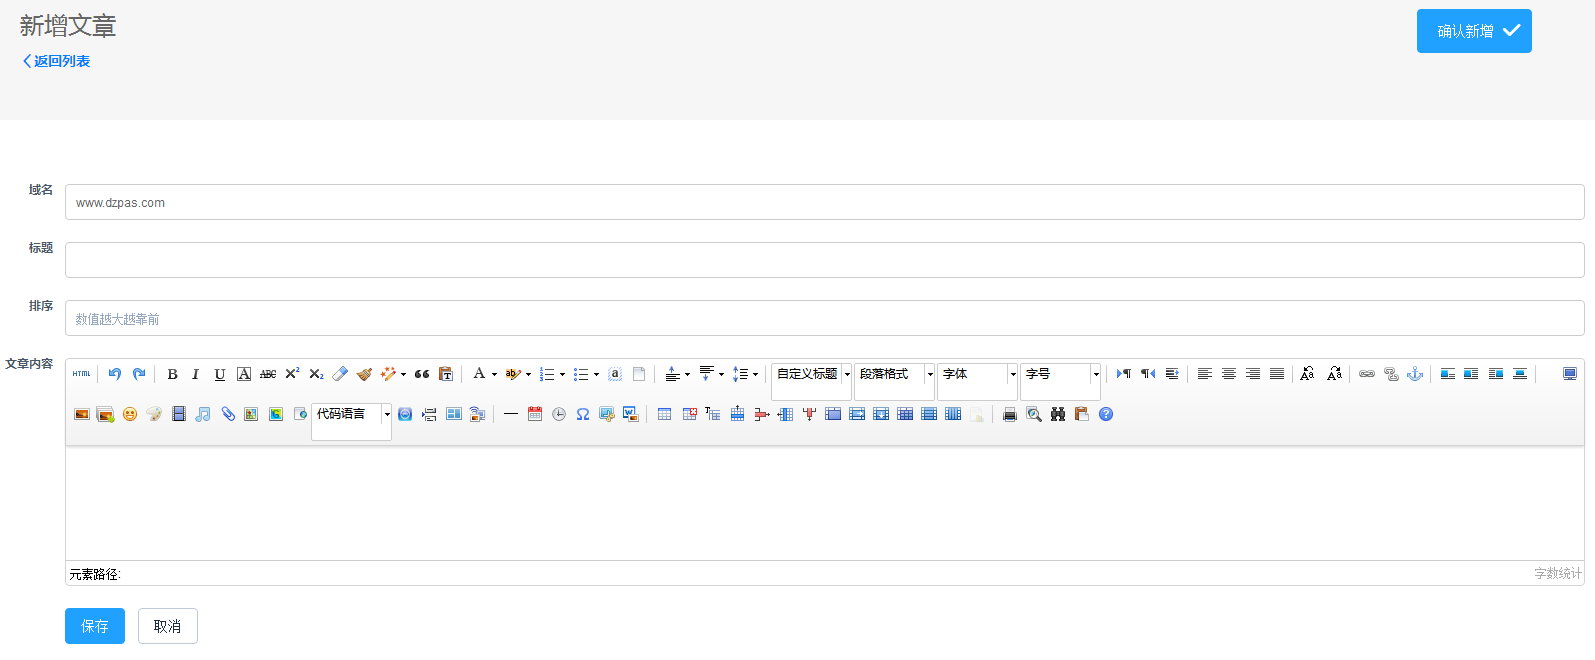 新增文章
确认新增
返回列表
域名
www.dzpas.com
标题
排序
数值越大越靠前
文章内容
HTML B I U A ABC X² X₂ A ab a 自定义标题 段落格式 字体 字号
代码语言
元素路径:
字数统计
保存 取消